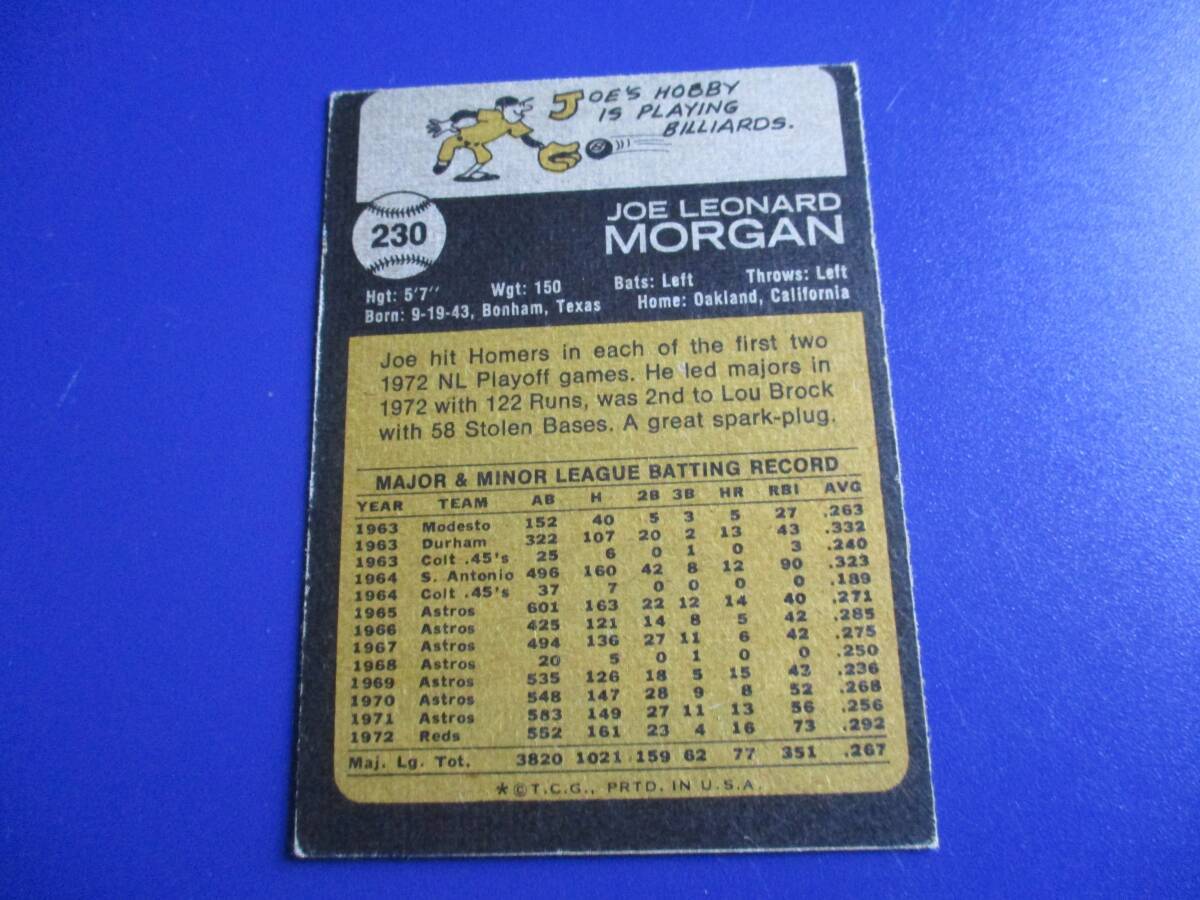 JOE'S HOBBY
IS PLAYING
BILLIARDS.
8
230
JOE LEONARD
MORGAN
Hgt: 5'7" Wgt: 150 Bats: Left Throws: Left
Born: 9-19-43, Bonham, Texas Home: Oakland, California
Joe hit Homers in each of the first two
1972 NL Playoff games. He led majors in
1972 with 122 Runs, was 2nd to Lou Brock
with 58 Stolen Bases. A great spark-plug.
MAJOR & MINOR LEAGUE BATTING RECORD
YEAR TEAM AB H 2B 3B HR RBI AVG
1963 Modesto 152 40 5 3 5 27 .263
1963 Durham 322 107 20 2 13 43 .332
1963 Colt .45's 25 6 0 1 0 3 .240
1964 S. Antonio 496 160 42 8 12 90 .323
1964 Colt .45's 37 7 0 0 0 0 .189
1965 Astros 601 163 22 12 14 40 .271
1966 Astros 425 121 14 8 5 42 .285
1967 Astros 494 136 27 11 6 42 .275
1968 Astros 20 5 0 1 0 0 .250
1969 Astros 535 126 18 5 15 43 .236
1970 Astros 548 147 28 9 8 52 .268
1971 Astros 583 149 27 11 13 56 .256
1972 Reds 552 161 23 4 16 73 .292
Maj. Lg. Tot. 3820 1021 159 62 77 351 .267
*©T.C.G., PRTD. IN U.S.A.